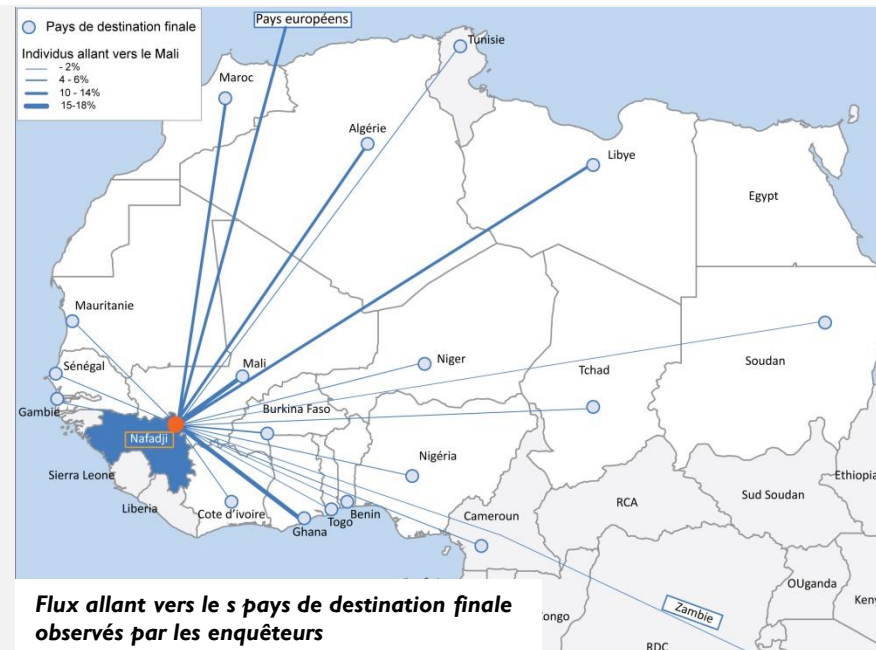 Pays de destination finale
Individus allant vers le Mali
- 2%
4 - 6%
10 - 14%
15-18%
Pays européens
Tunisie
Maroc
Algérie
Libye
Egypt
Mauritanie
Sénégal
Mali
Niger
Tchad
Soudan
Gambie
Burkina Faso
Nafadji
Nigéria
Sierra Leone
Ethiopia
Liberia
Cote d'ivoire
Ghana
Togo
Benin
Cameroun
RCA
Sud Soudan
OUganda
Keny
Zambie
Congo
RDC
Flux allant vers le s pays de destination finale
observés par les enquêteurs